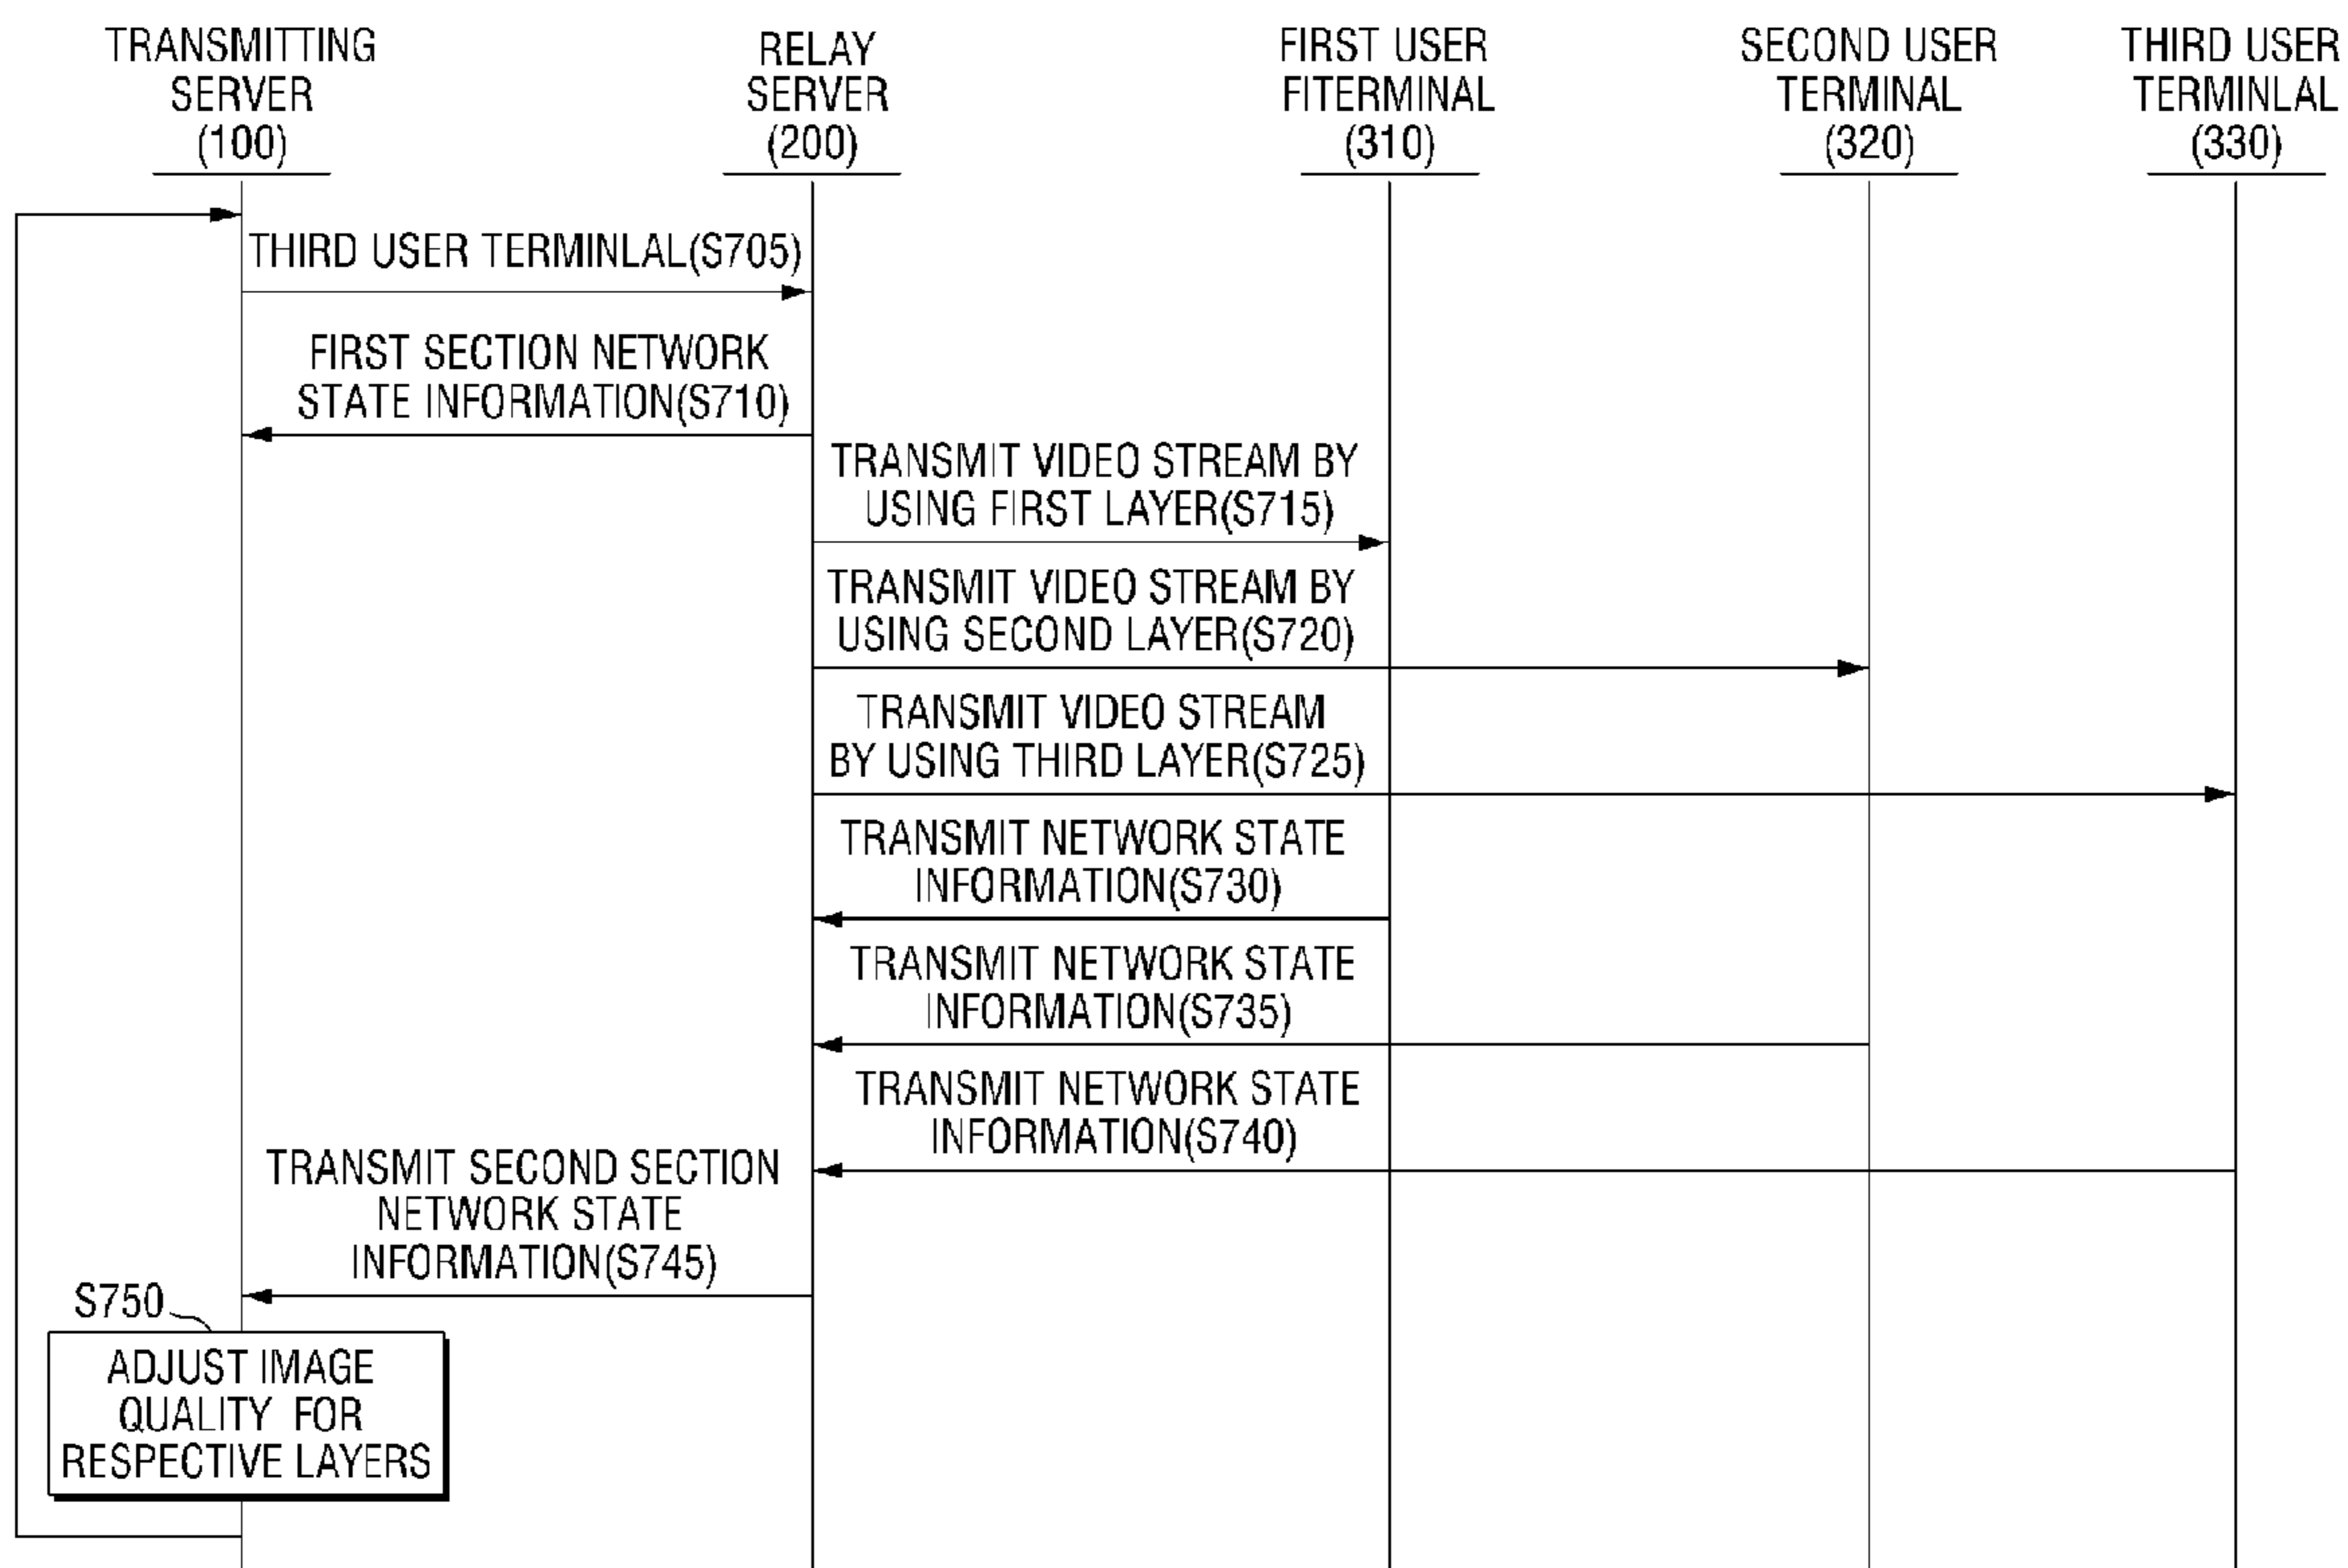 TRANSMITTING
SERVER
(100)
RELAY
SERVER
(200)
FIRST USER
FITERMINAL
(310)
SECOND USER
TERMINAL
(320)
THIRD USER
TERMINLAL
(330)
THIRD USER TERMINLAL(S705)
FIRST SECTION NETWORK
STATE INFORMATION(S710)
TRANSMIT VIDEO STREAM BY
USING FIRST LAYER(S715)
TRANSMIT VIDEO STREAM BY
USING SECOND LAYER(S720)
TRANSMIT VIDEO STREAM
BY USING THIRD LAYER(S725)
TRANSMIT NETWORK STATE
INFORMATION(S730)
TRANSMIT NETWORK STATE
INFORMATION(S735)
TRANSMIT NETWORK STATE
INFORMATION(S740)
TRANSMIT SECOND SECTION
NETWORK STATE
INFORMATION(S745)
S750
ADJUST IMAGE
QUALITY FOR
RESPECTIVE LAYERS